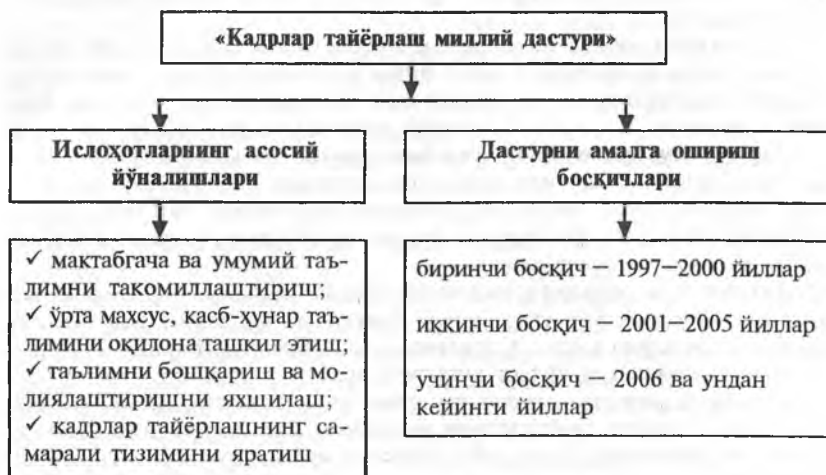 «Кадрлар тайёрлаш миллий дастури»
Ислоҳотларнинг асосий
йўналишлари
✓ мактабгача ва умумий таъ-
лимни такомиллаштириш;
✓ ўрта махсус, касб-ҳунар таъ-
лимини оқилона ташкил этиш;
✓ таълимни бошқариш ва мо-
лиялаштиришни яхшилаш;
✓ кадрлар тайёрлашнинг са-
марали тизимини яратиш
Дастурни амалга ошириш
босқичлари
биринчи босқич — 1997—2000 йиллар
иккинчи босқич — 2001—2005 йиллар
учинчи босқич — 2006 ва ундан
кейинги йиллар